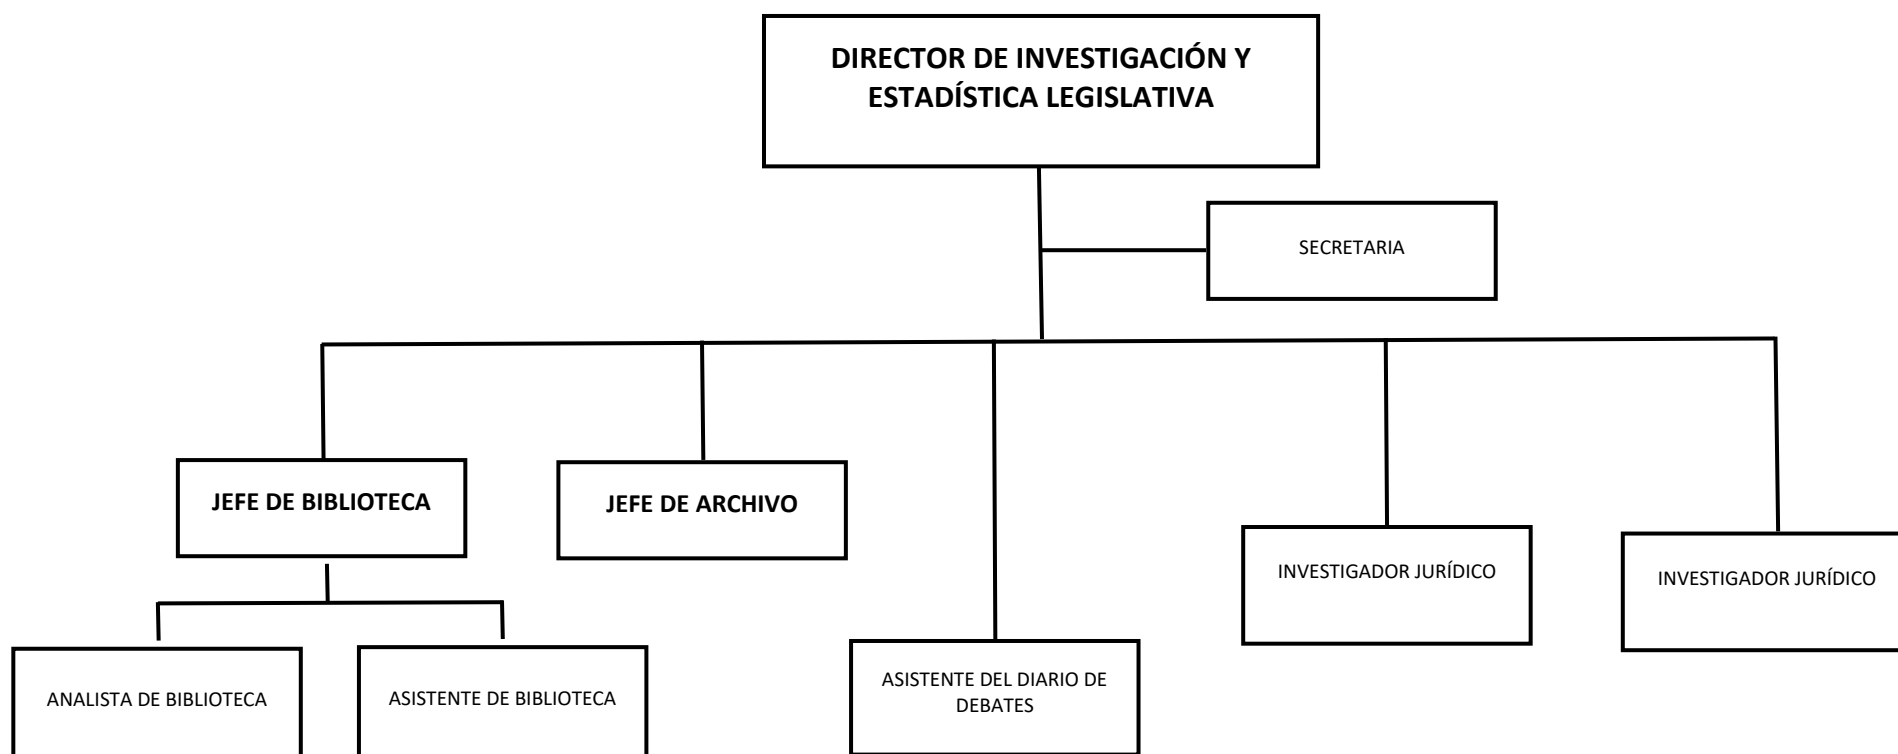 DIRECTOR DE INVESTIGACIÓN Y
ESTADÍSTICA LEGISLATIVA
SECRETARIA
JEFE DE BIBLIOTECA
JEFE DE ARCHIVO
INVESTIGADOR JURÍDICO
INVESTIGADOR JURÍDICO
ANALISTA DE BIBLIOTECA
ASISTENTE DE BIBLIOTECA
ASISTENTE DEL DIARIO DE
DEBATES